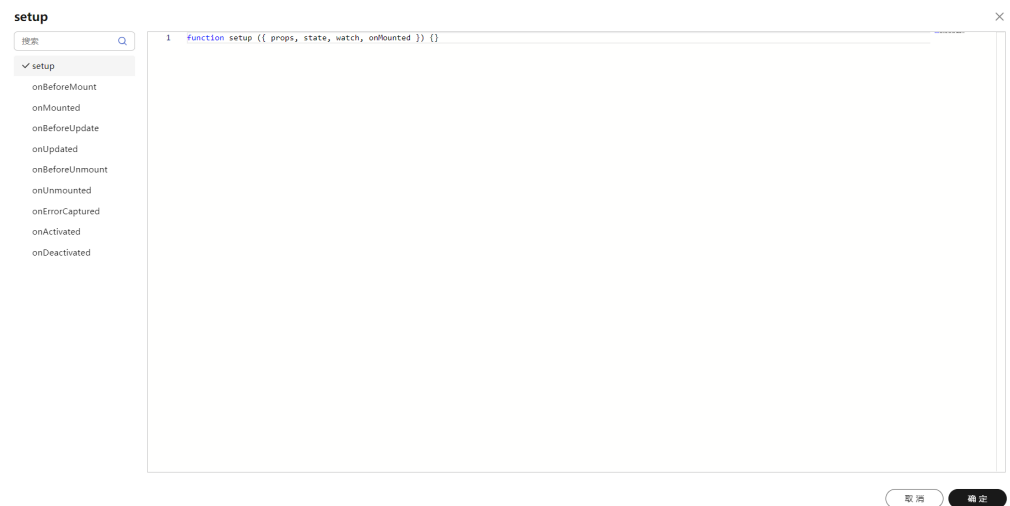 setup
搜索
setup
onBeforeMount
onMounted
onBeforeUpdate
onUpdated
onBeforeUnmount
onUnmounted
onErrorCaptured
onActivated
onDeactivated
1 function setup ({ props, state, watch, onMounted }) {}
取消
确定